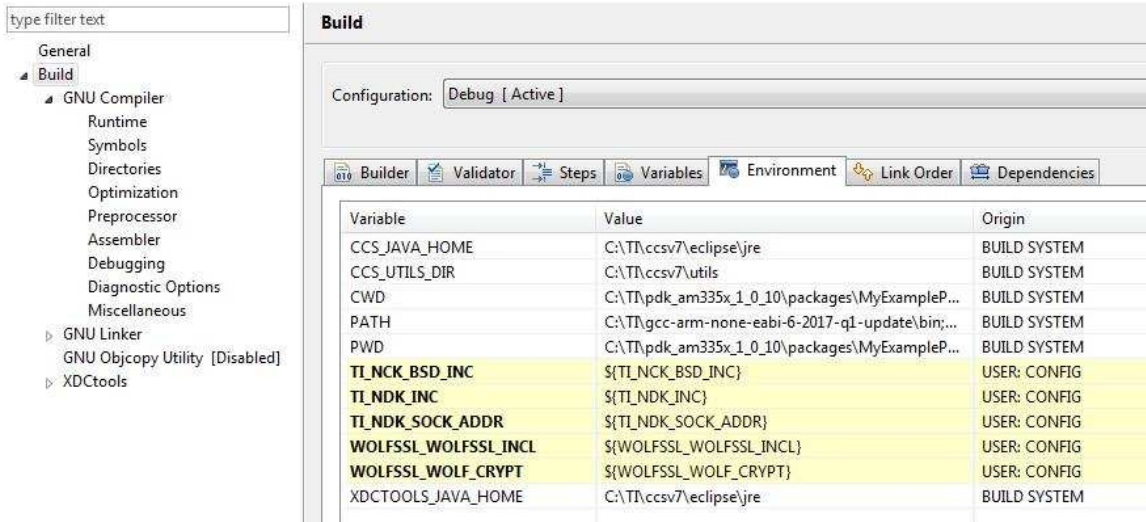 type filter text
General
Build
GNU Compiler
Runtime
Symbols
Directories
Optimization
Preprocessor
Assembler
Debugging
Diagnostic Options
Miscellaneous
GNU Linker
GNU Objcopy Utility [Disabled]
XDCtools
Build
Configuration: Debug [ Active ]
Builder Validator Steps Variables Environment Link Order Dependencies
Variable Value Origin
CCS_JAVA_HOME C:\TI\ccsv7\eclipse\jre BUILD SYSTEM
CCS_UTILS_DIR C:\TI\ccsv7\utils BUILD SYSTEM
CWD C:\TI\pdk_am335x_1_0_10\packages\MyExampleP... BUILD SYSTEM
PATH C:\TI\gcc-arm-none-eabi-6-2017-q1-update\bin;... BUILD SYSTEM
PWD C:\TI\pdk_am335x_1_0_10\packages\MyExampleP... BUILD SYSTEM
TI_NCK_BSD_INC ${TI_NCK_BSD_INC} USER: CONFIG
TI_NDK_INC ${TI_NDK_INC} USER: CONFIG
TI_NDK_SOCK_ADDR ${TI_NDK_SOCK_ADDR} USER: CONFIG
WOLFSSL_WOLFSSL_INCL ${WOLFSSL_WOLFSSL_INCL} USER: CONFIG
WOLFSSL_WOLF_CRYPT ${WOLFSSL_WOLF_CRYPT} USER: CONFIG
XDCTOOLS_JAVA_HOME C:\TI\ccsv7\eclipse\jre BUILD SYSTEM